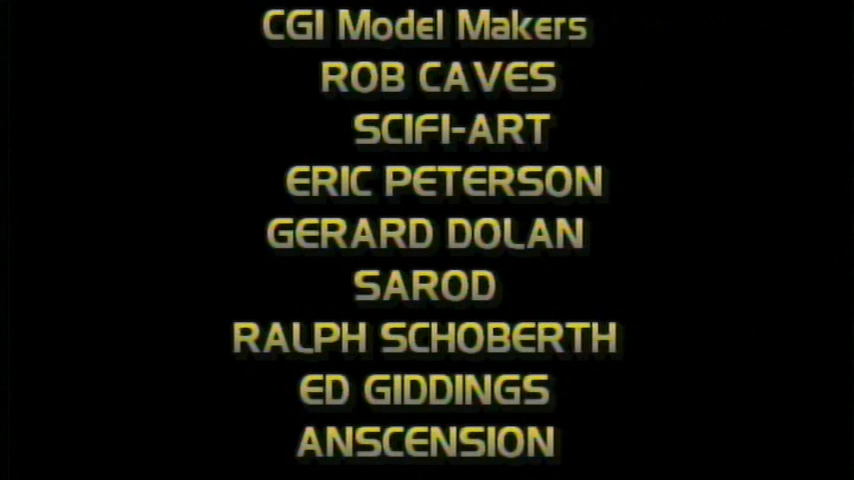 CGI Model Makers
ROB CAVES
SCIFI-ART
ERIC PETERSON
GERARD DOLAN
SAROD
RALPH SCHOBERTH
ED GIDDINGS
ANSCENSION